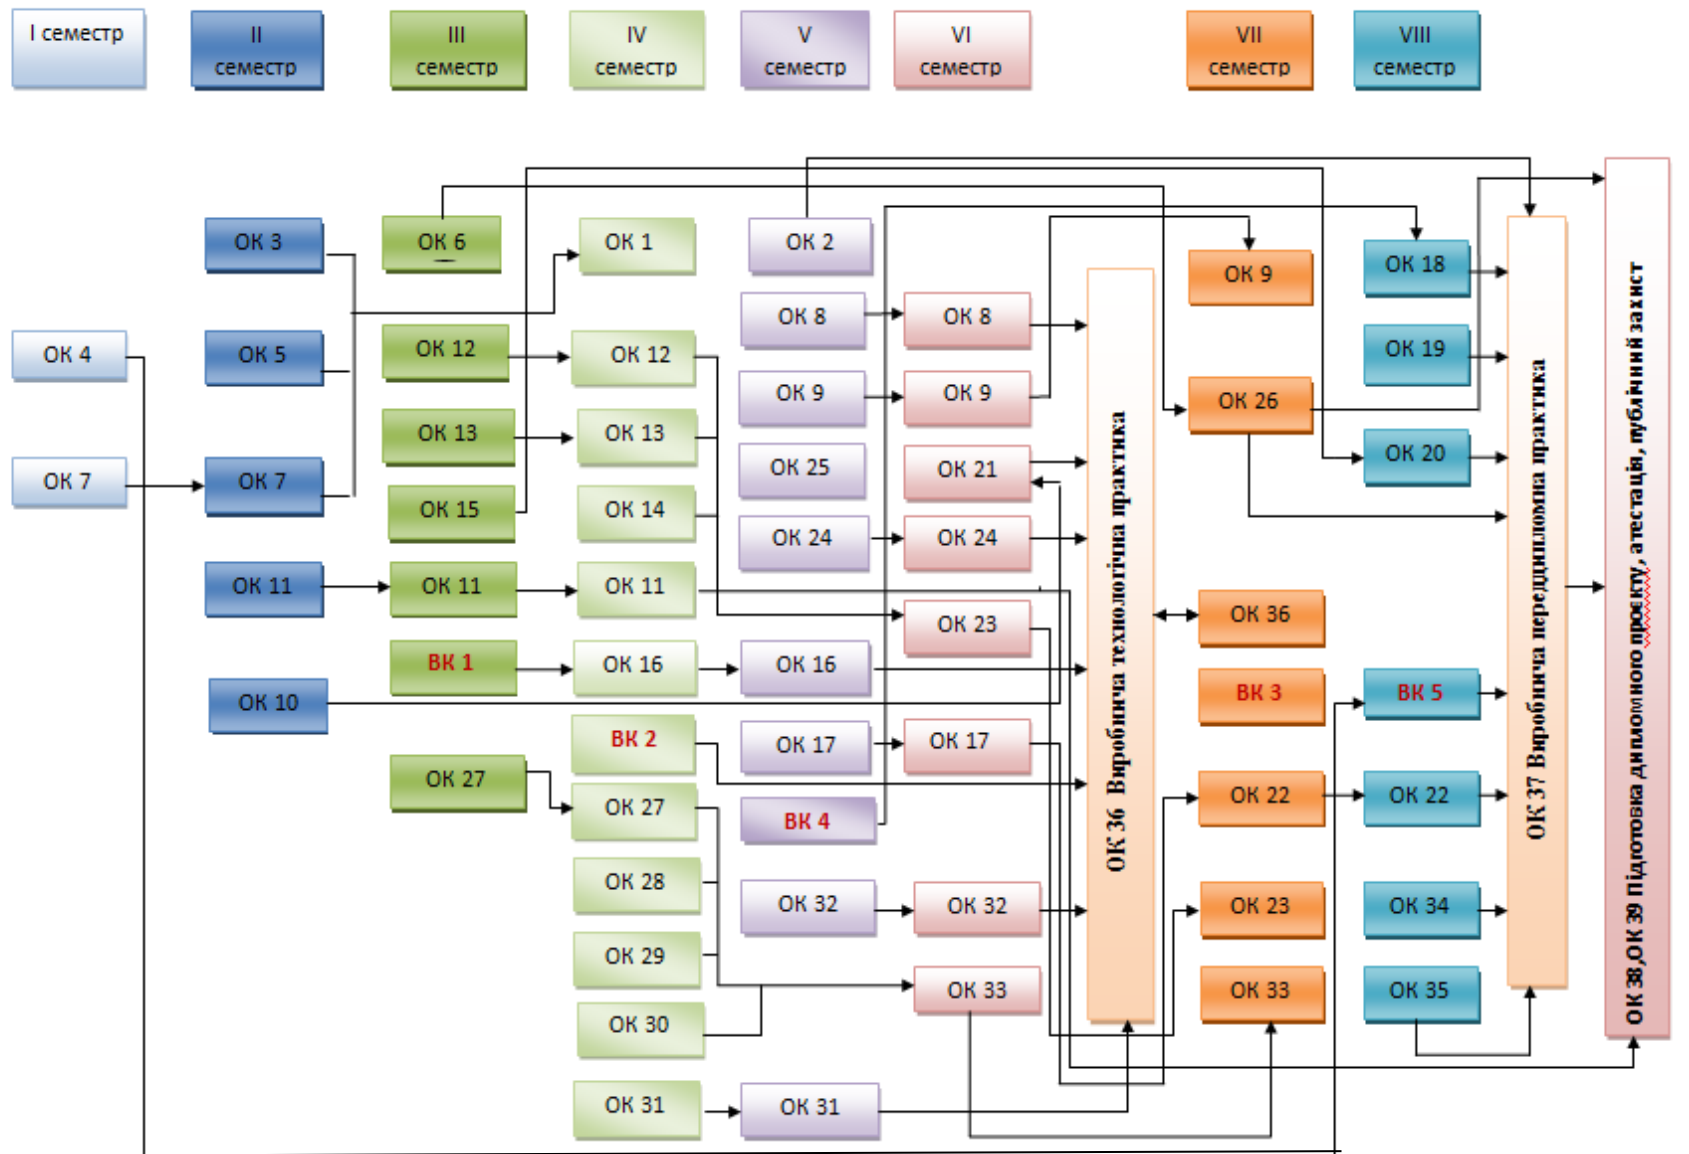 I семестр
II
семестр
III
семестр
IV
семестр
V
семестр
VI
семестр
VII
семестр
VIII
семестр
ОК 4
ОК 7
ОК 3
ОК 5
ОК 7
ОК 11
ОК 10
ОК 6
ОК 12
ОК 13
ОК 15
ОК 11
ВК 1
ОК 27
ОК 1
ОК 12
ОК 13
ОК 14
ОК 11
ОК 16
ВК 2
ОК 27
ОК 28
ОК 29
ОК 30
ОК 31
ОК 2
ОК 8
ОК 9
ОК 25
ОК 24
ОК 16
ОК 17
ВК 4
ОК 32
ОК 31
ОК 8
ОК 9
ОК 21
ОК 24
ОК 23
ОК 17
ОК 32
ОК 33
ОК 36 Виробнича технологічна практика
ОК 9
ОК 26
ОК 36
ВК 3
ОК 22
ОК 23
ОК 33
ОК 18
ОК 19
ОК 20
ВК 5
ОК 22
ОК 34
ОК 35
ОК 37 Виробнича переддипломна практика
ОК 38,ОК 39 Підготовка дипломного проєкту, атестація, публічний захист